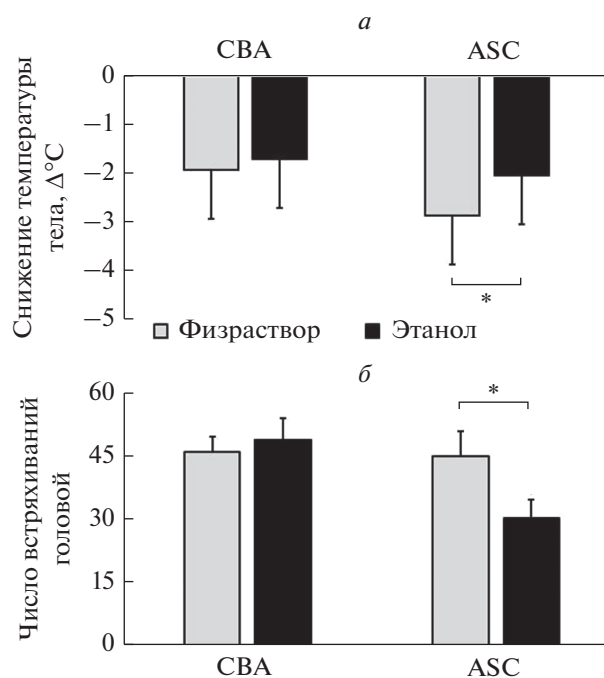 а
CBA ASC
Снижение температуры
тела, Δ°C
0
−1
−2
−3
−4
−5
*
Физраствор Этанол
б
Число встряхиваний
головой
60
45
30
15
0
*
CBA ASC